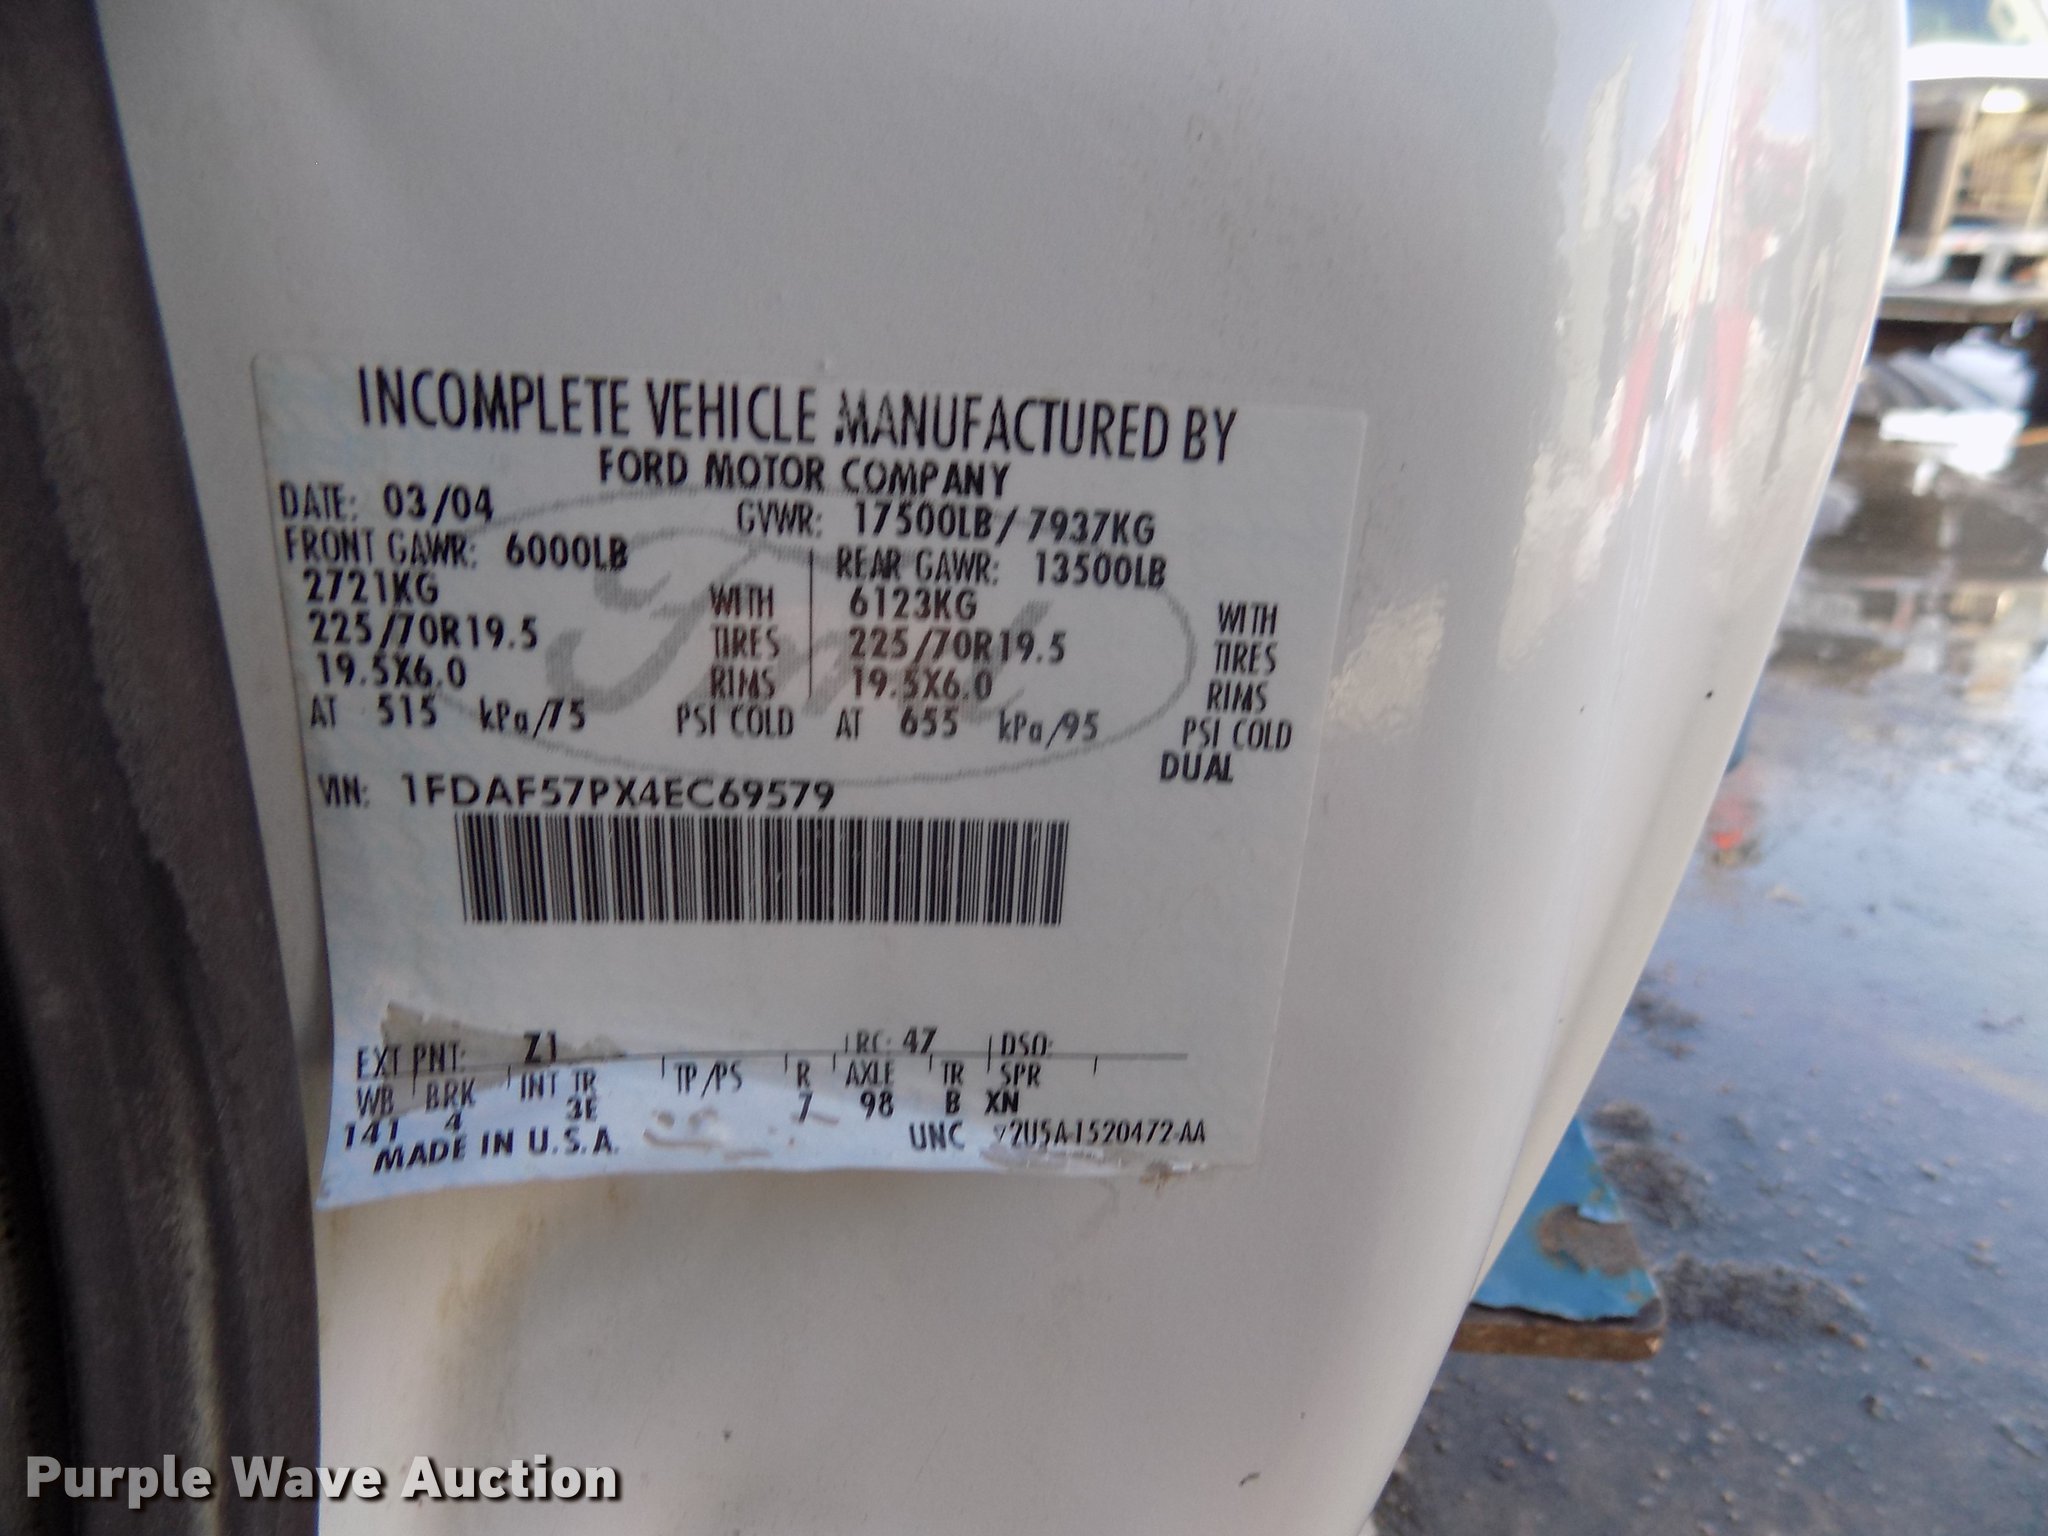 INCOMPLETE VEHICLE MANUFACTURED BY
FORD MOTOR COMPANY
DATE: 03/04 GVWR: 17500LB/7937KG
FRONT GAWR: 6000LB REAR GAWR: 13500LB
2721KG WITH 6123KG WITH
225/70R19.5 TIRES 225/70R19.5 TIRES
19.5X6.0 RIMS 19.5X6.0 RIMS
AT 515 kPa/75 PSI COLD AT 655 kPa/95 PSI COLD
DUAL
VIN: 1FDAF57PX4EC69579
EXT PNT: Z1 RC: 47 DSO:
WB BRK INT TR TP/PS R AXLE TR SPR
141 4 3E 7 98 B XN
MADE IN U.S.A. UNC 2U5A-1520472-AA
Ford
Purple Wave Auction